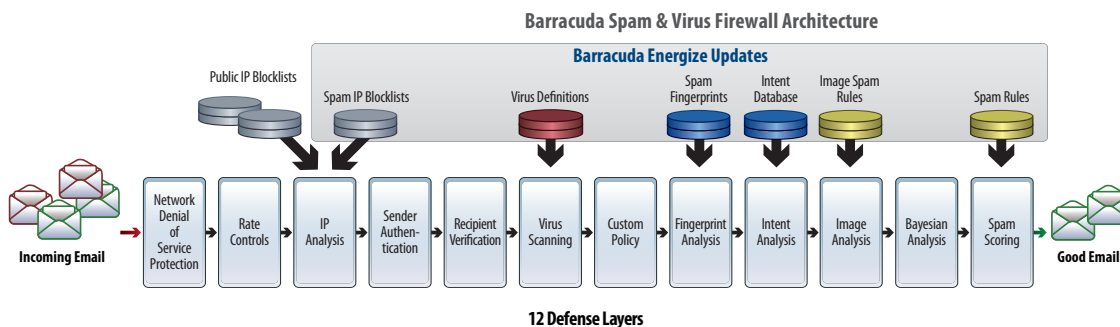 Barracuda Spam & Virus Firewall Architecture
Barracuda Energize Updates
Public IP Blocklists
Spam IP Blocklists
Virus Definitions
Spam
Fingerprints
Intent
Database
Image Spam
Rules
Spam Rules
Incoming Email
Network
Denial
of
Service
Protection
Rate
Controls
IP
Analysis
Sender
Authen-
tication
Recipient
Verification
Virus
Scanning
Custom
Policy
Fingerprint
Analysis
Intent
Analysis
Image
Analysis
Bayesian
Analysis
Spam
Scoring
Good Email
12 Defense Layers